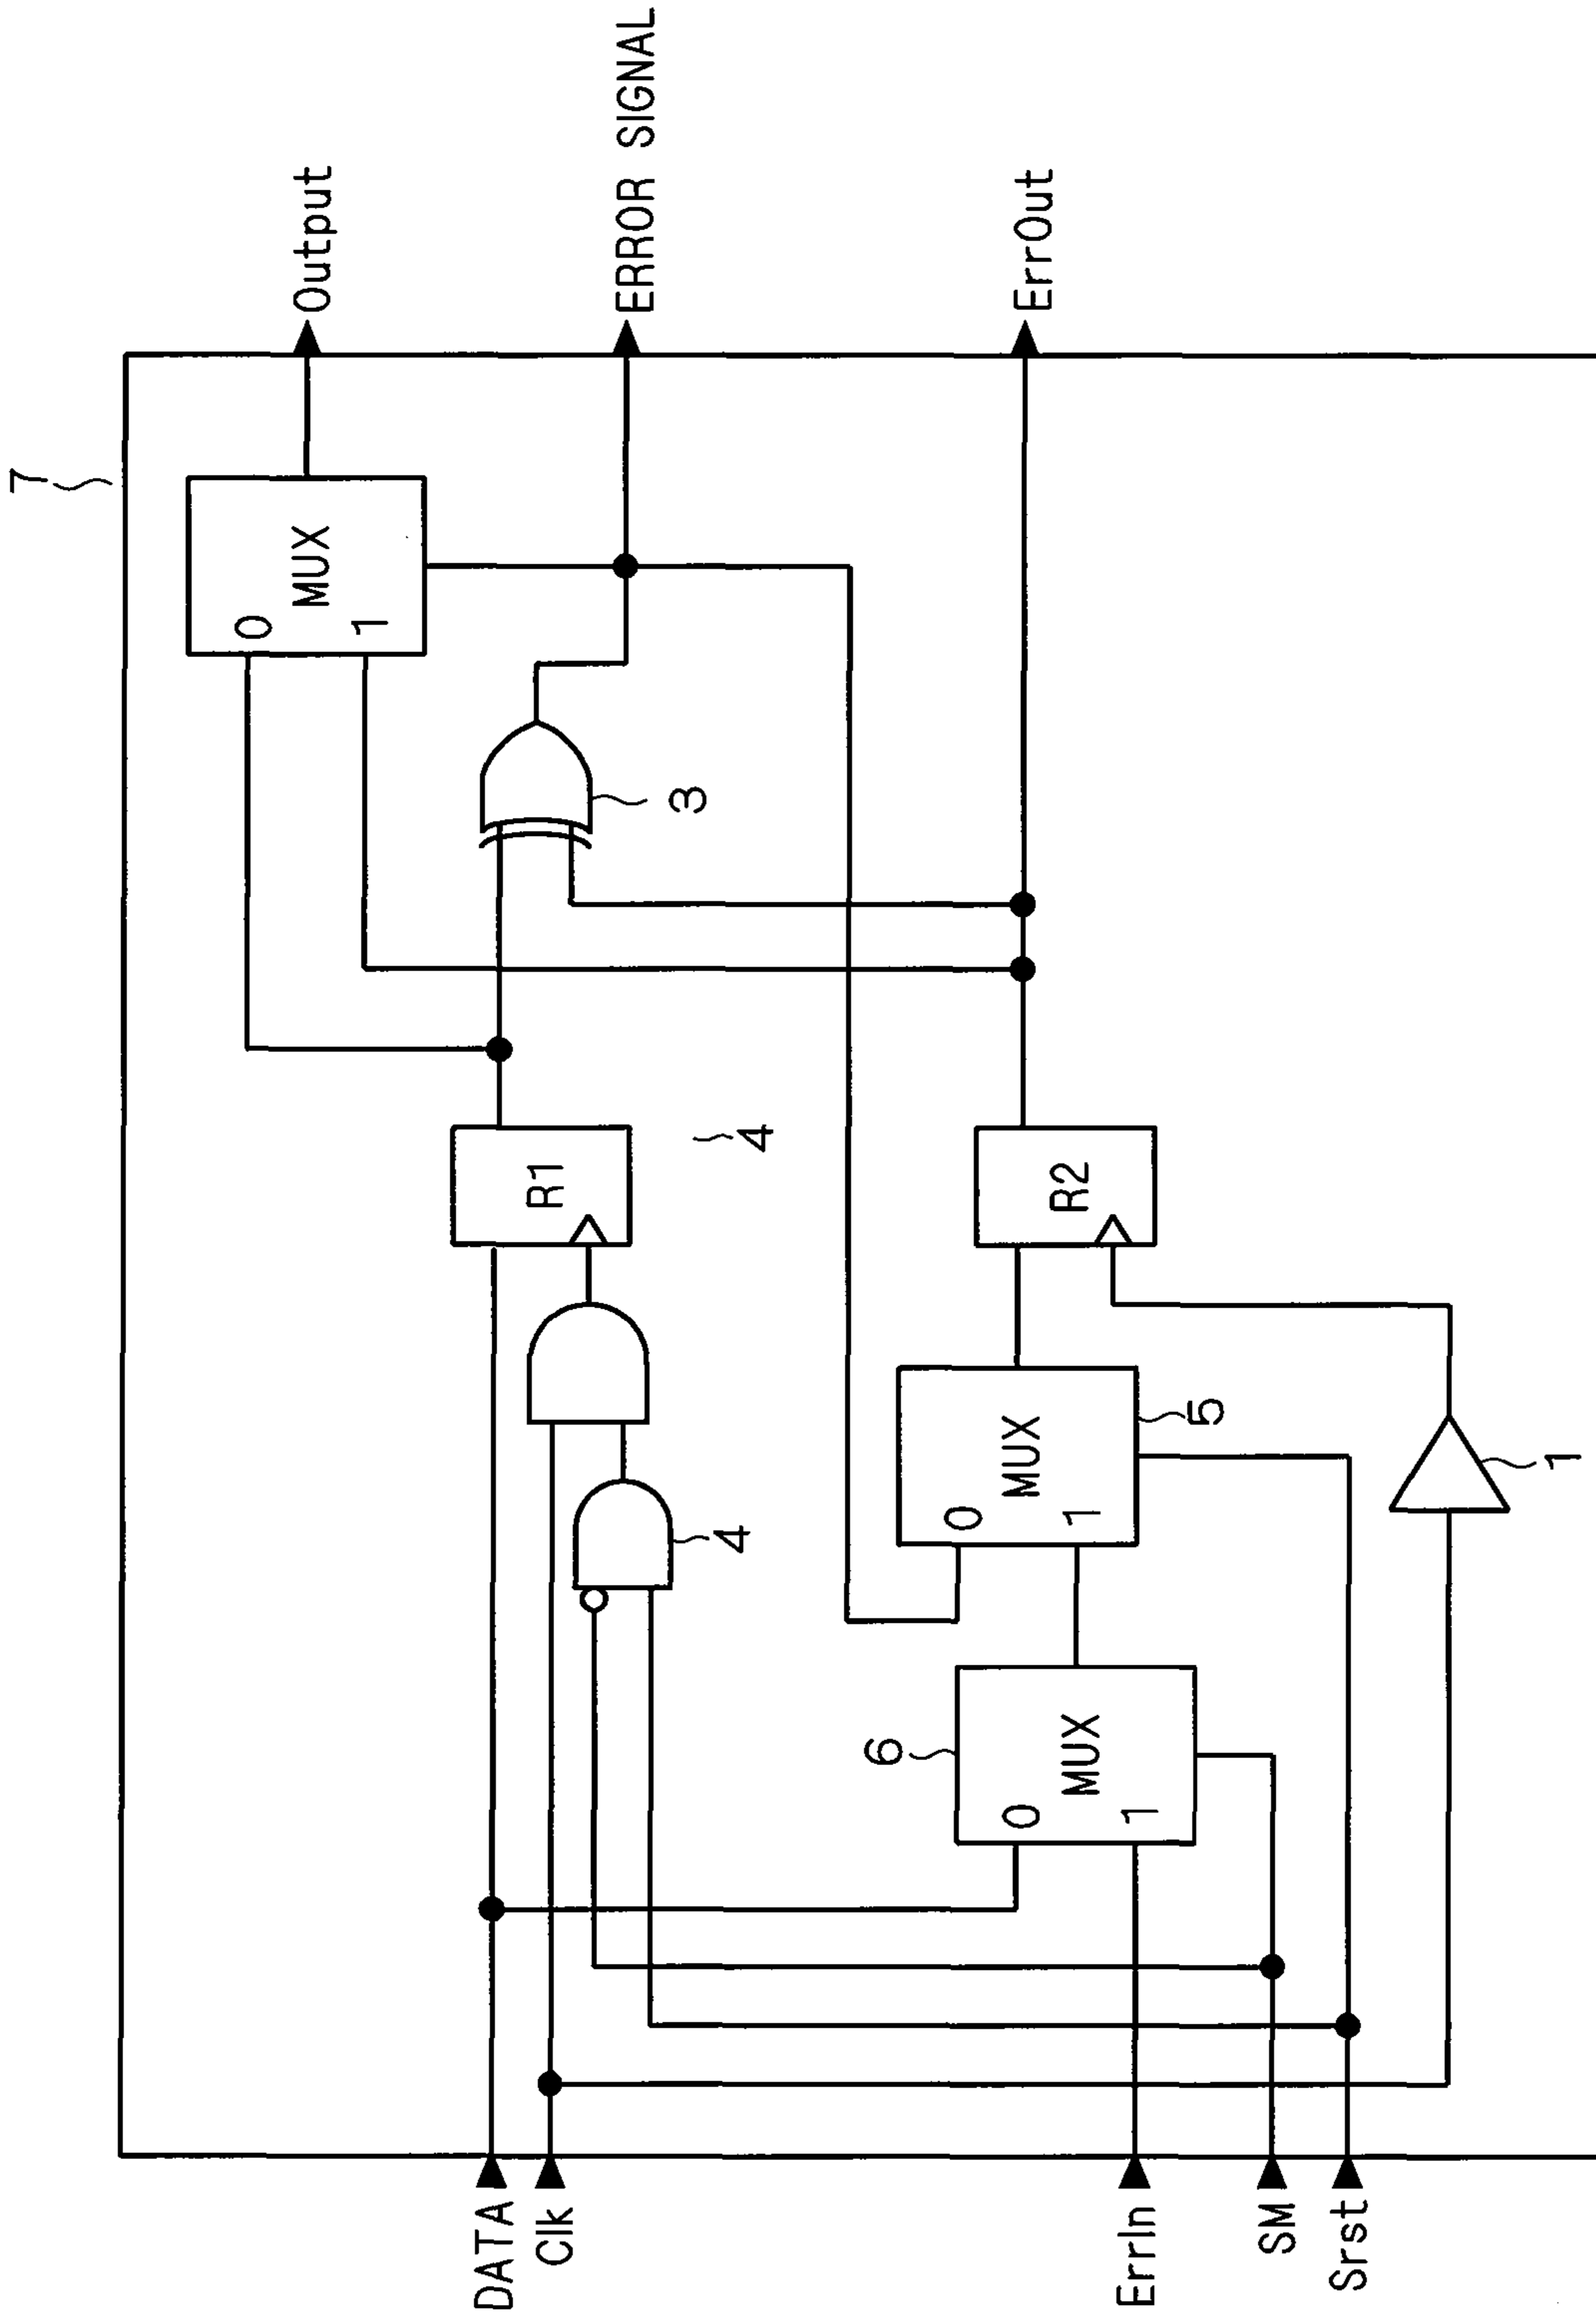 7
MUX
0
1
Output
3
ERROR SIGNAL
DATA
Clk
4
R1
4
6
MUX
0
1
MUX
0
1
5
R2
ErrOut
ErrIn
SM
Srst
1